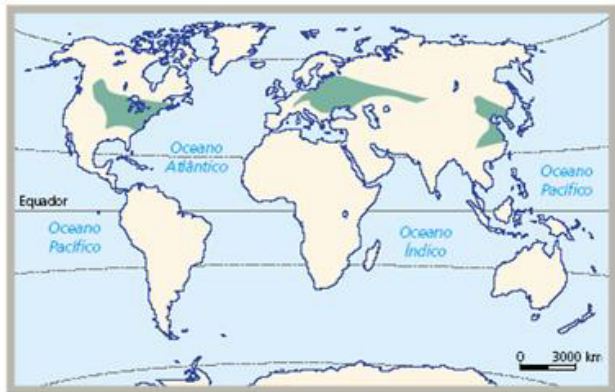 Oceano
Atlântico
Oceano
Pacífico
Equador
Oceano
Pacífico
Oceano
Índico
0 3000 km